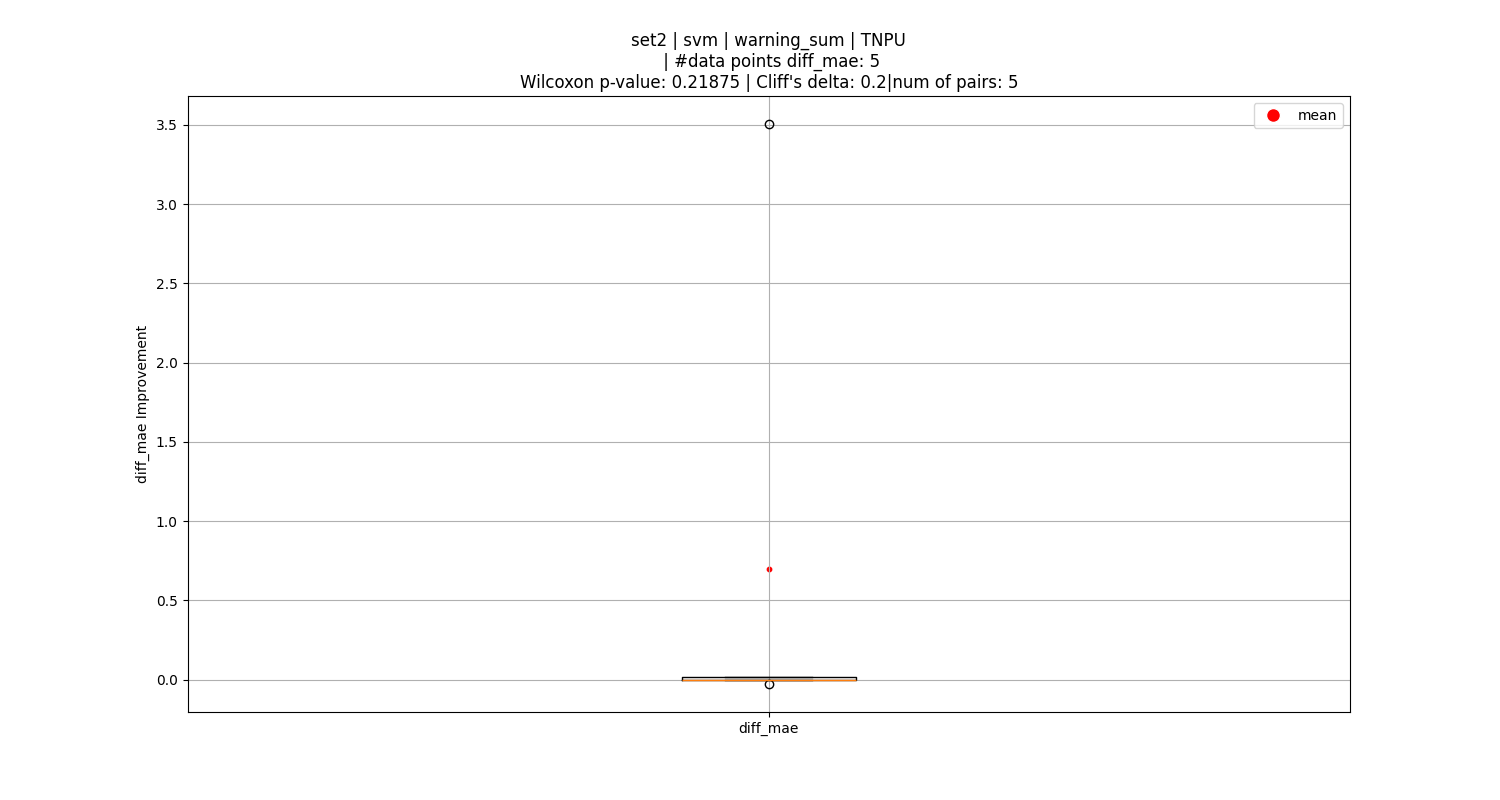 set2 | svm | warning_sum | TNPU
| #data points diff_mae: 5
Wilcoxon p-value: 0.21875 | Cliff's delta: 0.2|num of pairs: 5
mean
3.5
3.0
2.5
2.0
1.5
1.0
0.5
0.0
diff_mae Improvement
diff_mae